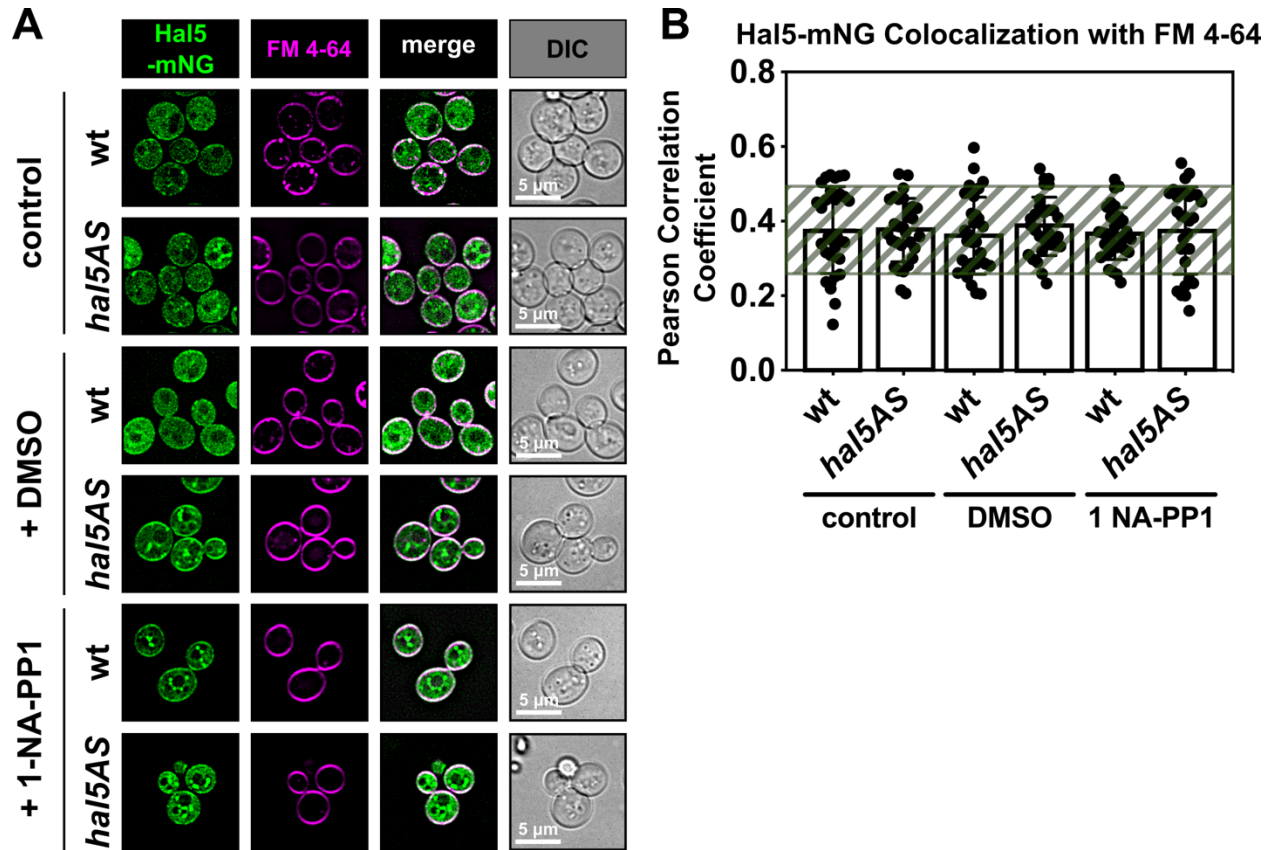 A
Hal5
-mNG
FM 4-64
merge
DIC
control
wt
5 µm
hal5AS
5 µm
+ DMSO
wt
5 µm
hal5AS
5 µm
+ 1-NA-PP1
wt
5 µm
hal5AS
5 µm
B
Hal5-mNG Colocalization with FM 4-64
Pearson Correlation
Coefficient
0.8
0.6
0.4
0.2
0.0
wt
hal5AS
wt
hal5AS
wt
hal5AS
control
DMSO
1 NA-PP1